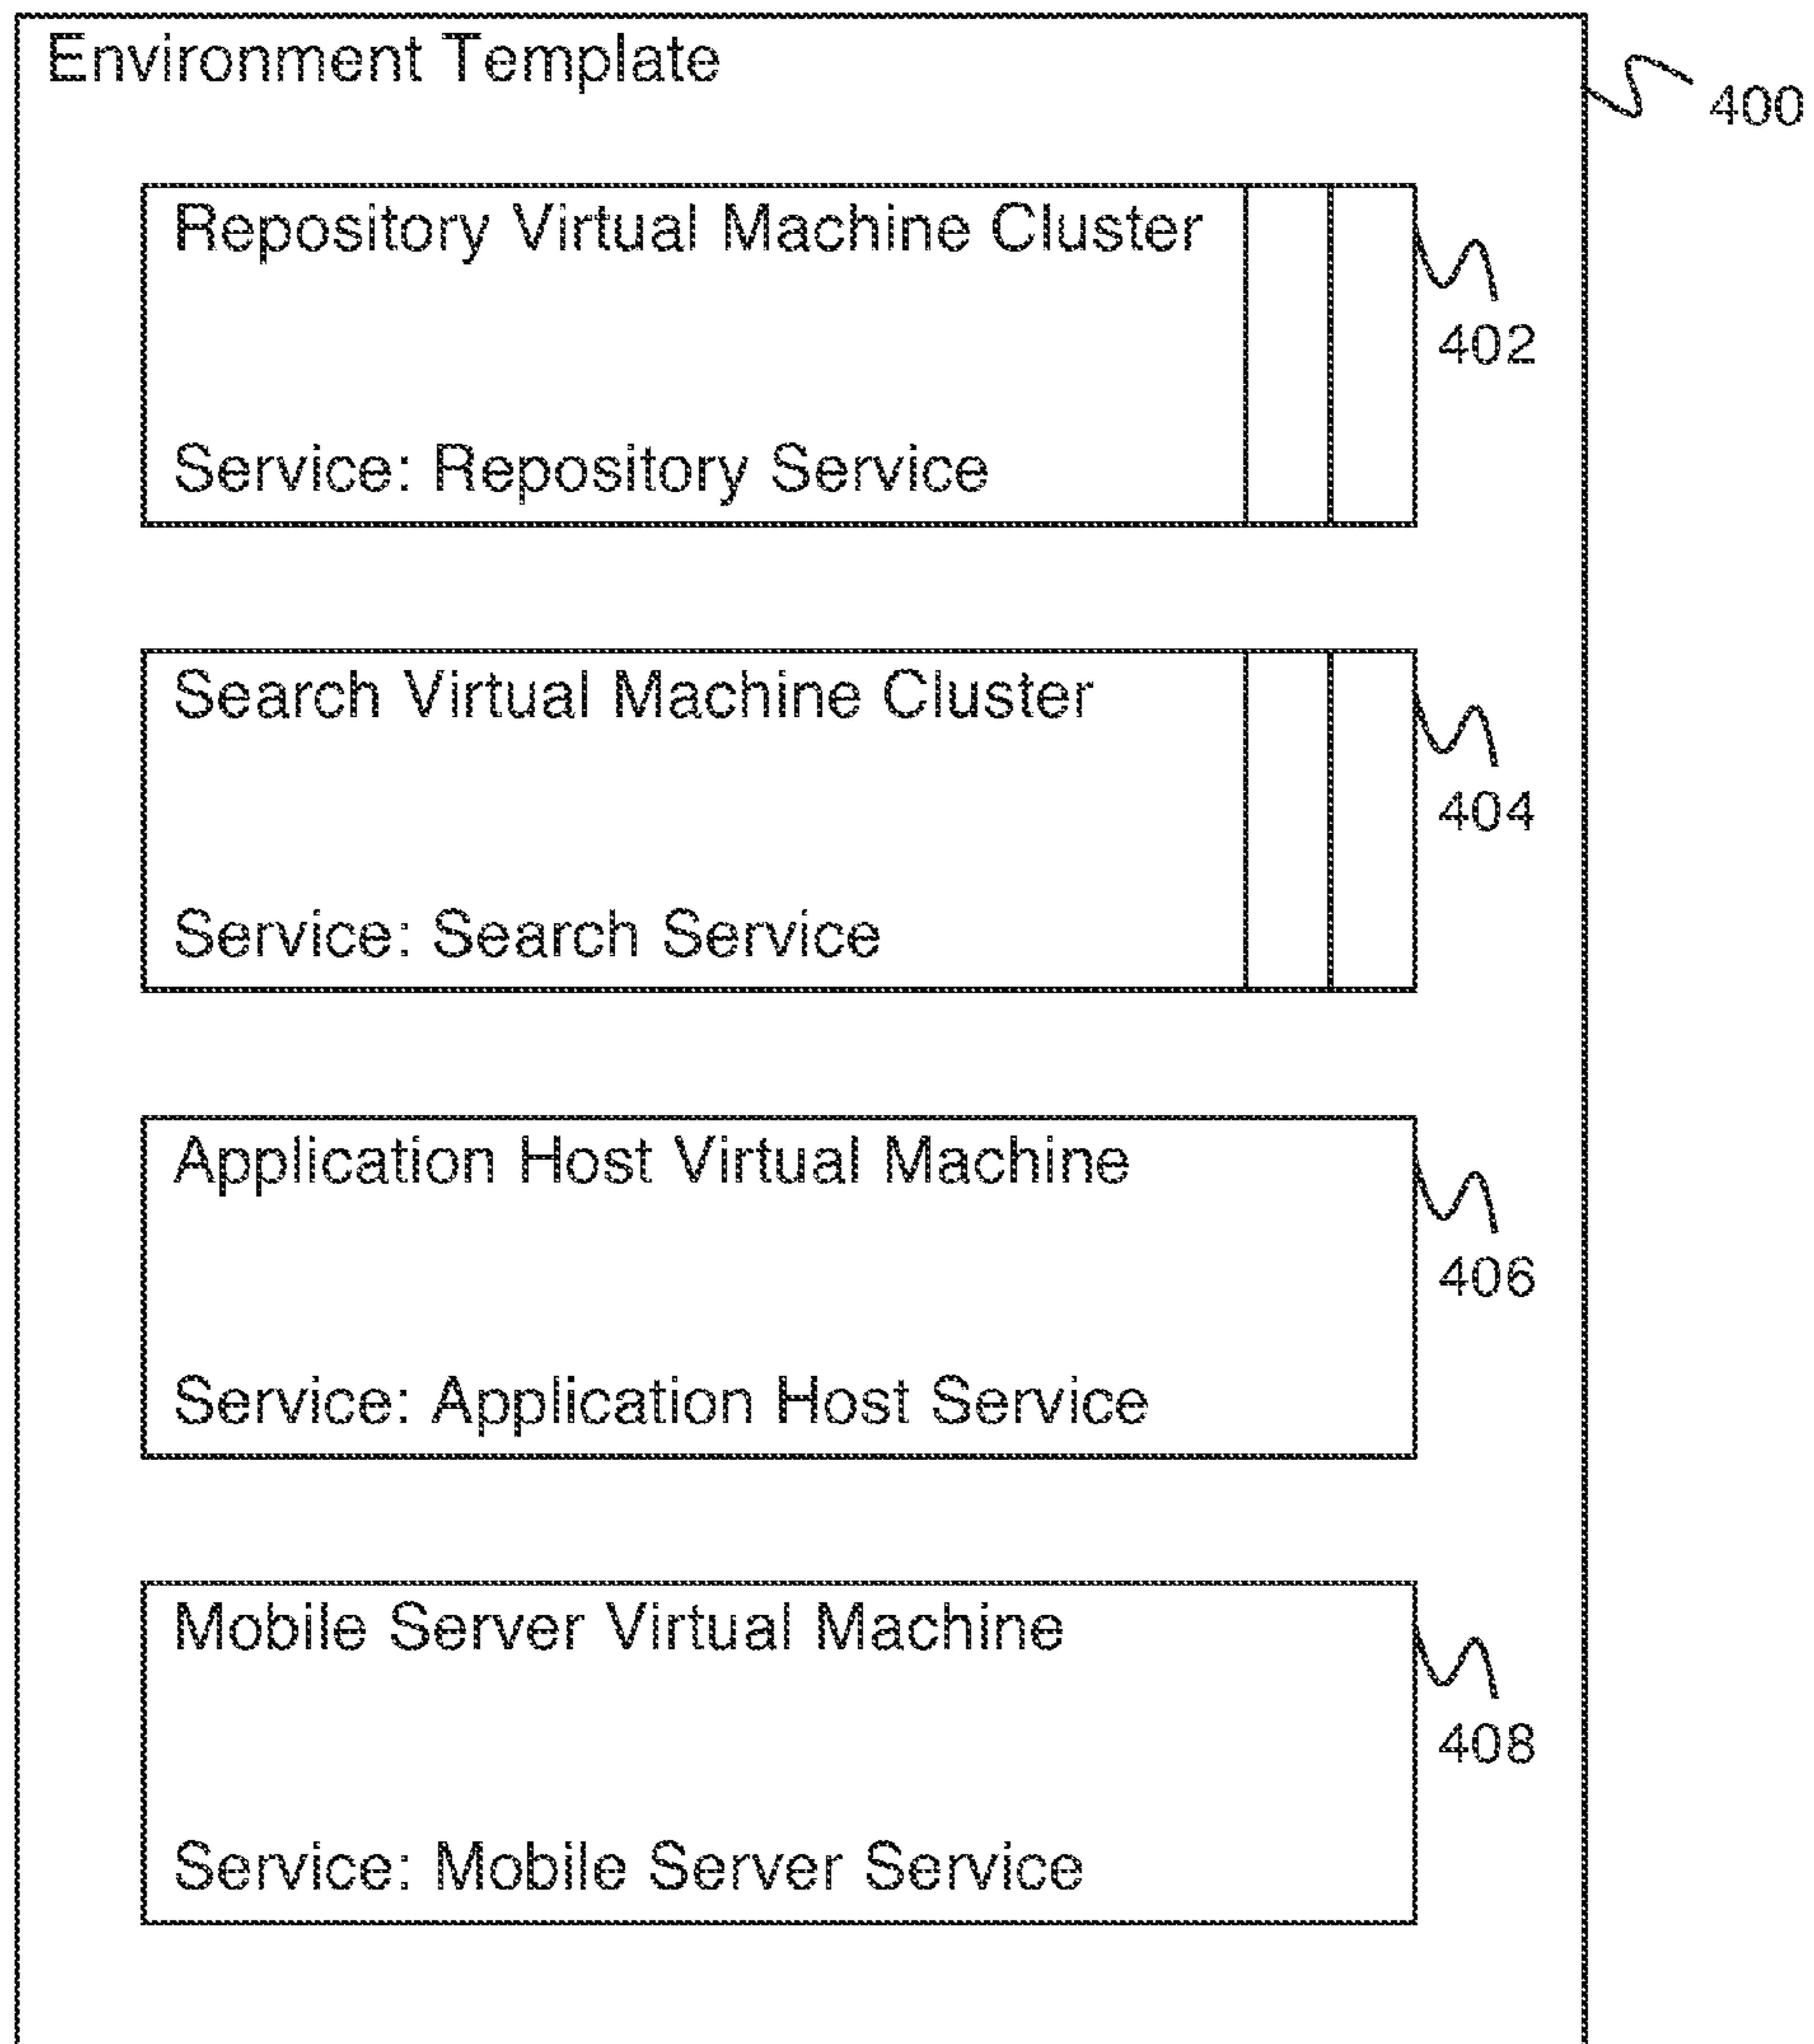 Environment Template
400
Repository Virtual Machine Cluster
402
Service: Repository Service
Search Virtual Machine Cluster
404
Service: Search Service
Application Host Virtual Machine
406
Service: Application Host Service
Mobile Server Virtual Machine
408
Service: Mobile Server Service